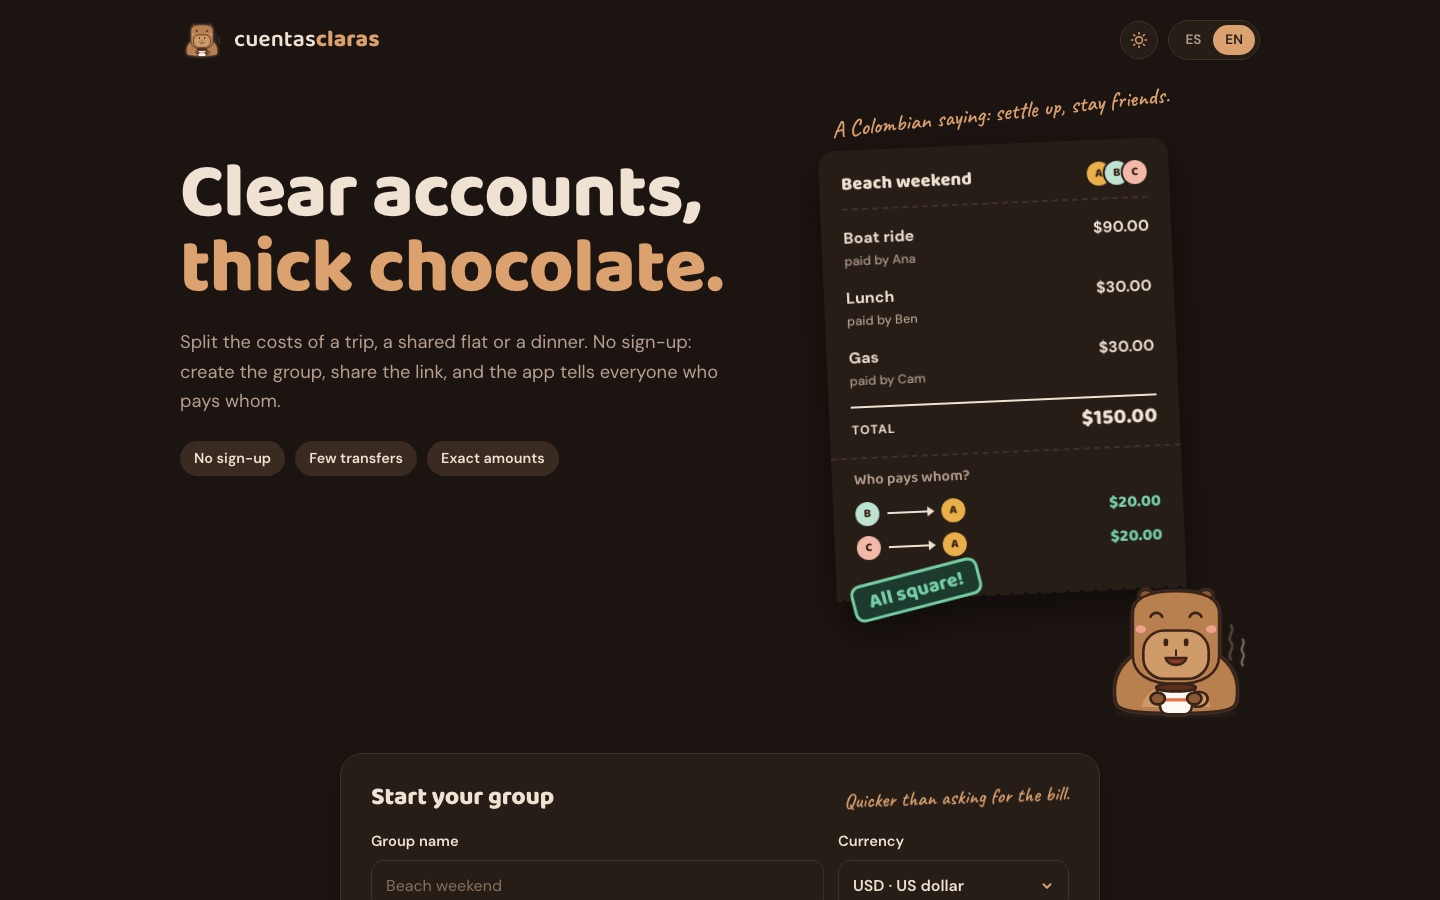 cuentasclaras
ES EN
A Colombian saying: settle up, stay friends.
Clear accounts,
thick chocolate.
Split the costs of a trip, a shared flat or a dinner. No sign-up:
create the group, share the link, and the app tells everyone who
pays whom.
No sign-up Few transfers Exact amounts
Beach weekend A B C
Boat ride $90.00
paid by Ana
Lunch $30.00
paid by Ben
Gas $30.00
paid by Cam
TOTAL $150.00
Who pays whom?
B A $20.00
C A $20.00
All square!
Start your group Quicker than asking for the bill.
Group name Currency
Beach weekend USD · US dollar